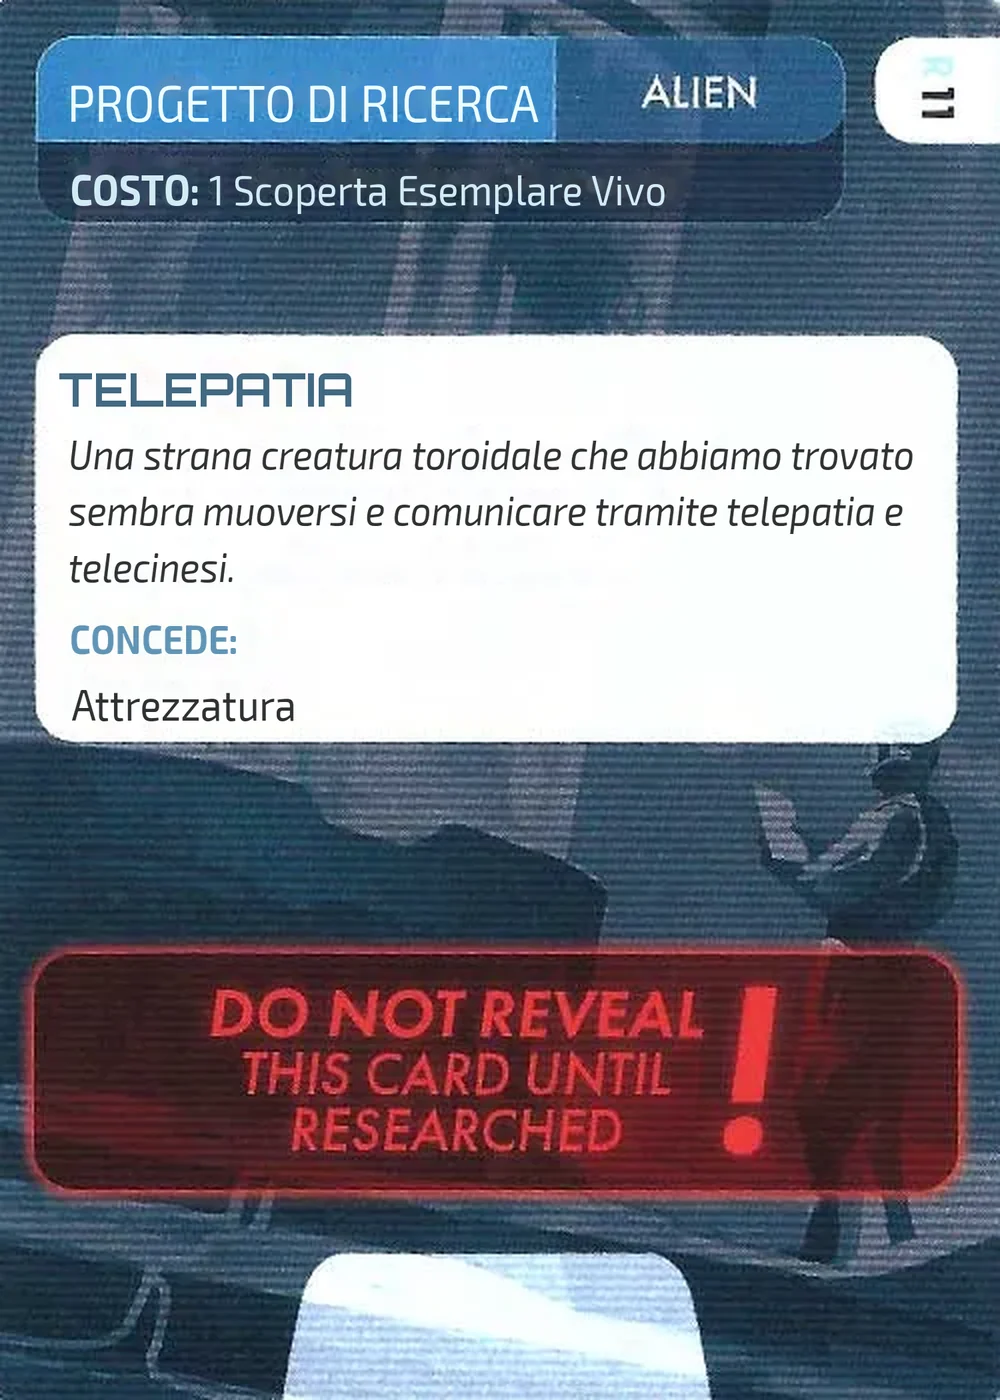 PROGETTO DI RICERCA
ALIEN
R 11
COSTO: 1 Scoperta Esemplare Vivo
TELEPATIA
Una strana creatura toroidale che abbiamo trovato
sembra muoversi e comunicare tramite telepatia e
telecinesi.
CONCEDE:
Attrezzatura
DO NOT REVEAL
THIS CARD UNTIL
RESEARCHED
!